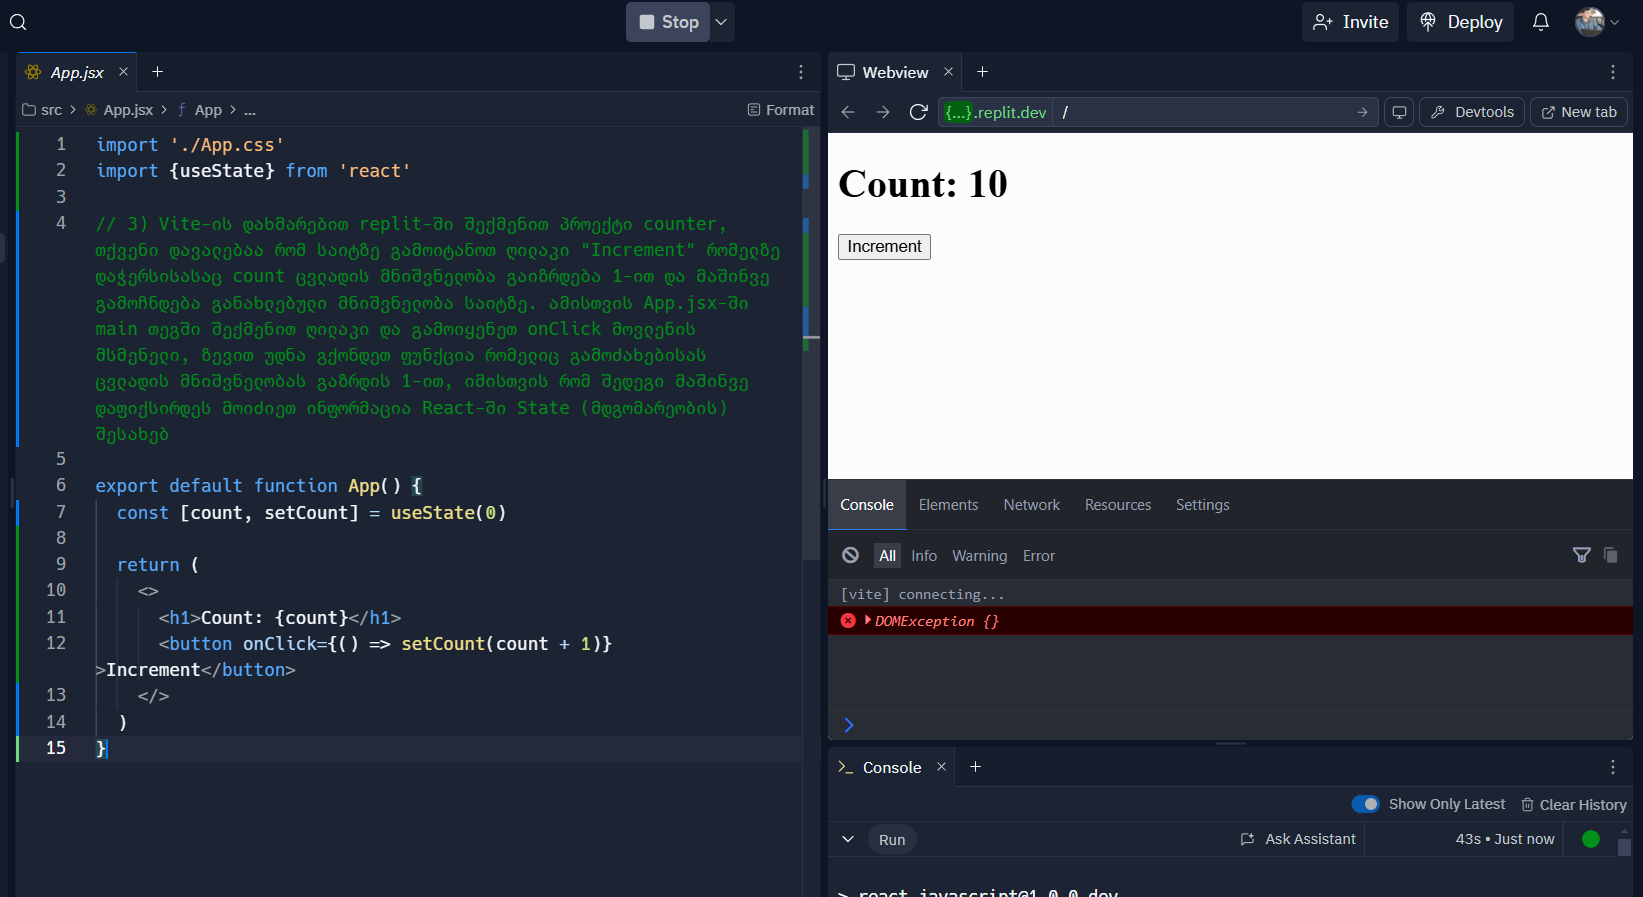 Stop
Invite
Deploy
App.jsx
src > App.jsx > ƒ App > ...
Format
1 import './App.css'
2 import {useState} from 'react'
3
4 // 3) Vite-ის დახმარებით replit-ში შექმენით პროექტი counter,
თქვენი დავალებაა რომ საიტზე გამოიტანოთ ღილაკი "Increment" რომელზე
დაჭერსისასაც count ცვლადის მნიშვნელობა გაიზრდება 1-ით და მაშინვე
გამოჩნდება განახლებული მნიშვნელობა საიტზე. ამისთვის App.jsx-ში
main თეგში შექმენით ღილაკი და გამოიყენეთ onClick მოვლენის
მსმენელი, ზევით უდნა გქონდეთ ფუნქცია რომელიც გამოძახებისას
ცვლადის მნიშვნელობას გაზრდის 1-ით, იმისთვის რომ შედეგი მაშინვე
დაფიქსირდეს მოიძიეთ ინფორმაცია React-ში State (მდგომარეობის)
შესახებ
5
6 export default function App() {
7 const [count, setCount] = useState(0)
8
9 return (
10 <>
11 <h1>Count: {count}</h1>
12 <button onClick={() => setCount(count + 1)}
>Increment</button>
13 </>
14 )
15 }
Webview
{...}.replit.dev /
Devtools
New tab
Count: 10
Increment
Console Elements Network Resources Settings
All Info Warning Error
[vite] connecting...
DOMException {}
Console
Show Only Latest
Clear History
Run
Ask Assistant
43s • Just now
> react-javascript@1.0.0 dev